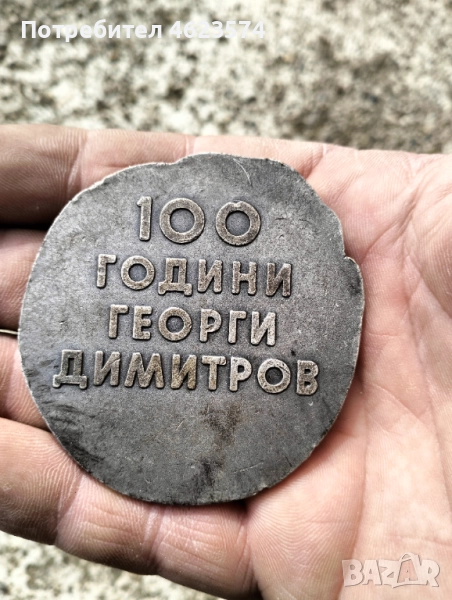 Потребител 4623574
100
ГОДИНИ
ГЕОРГИ
ДИМИТРОВ
BAZAR